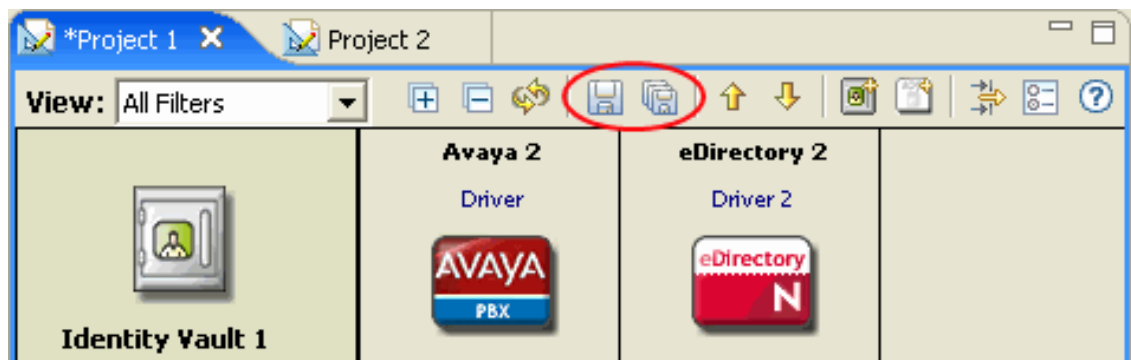 *Project 1 Project 2
View: All Filters
Avaya 2 eDirectory 2
Driver Driver 2
AVAYA eDirectory
PBX N
Identity Vault 1